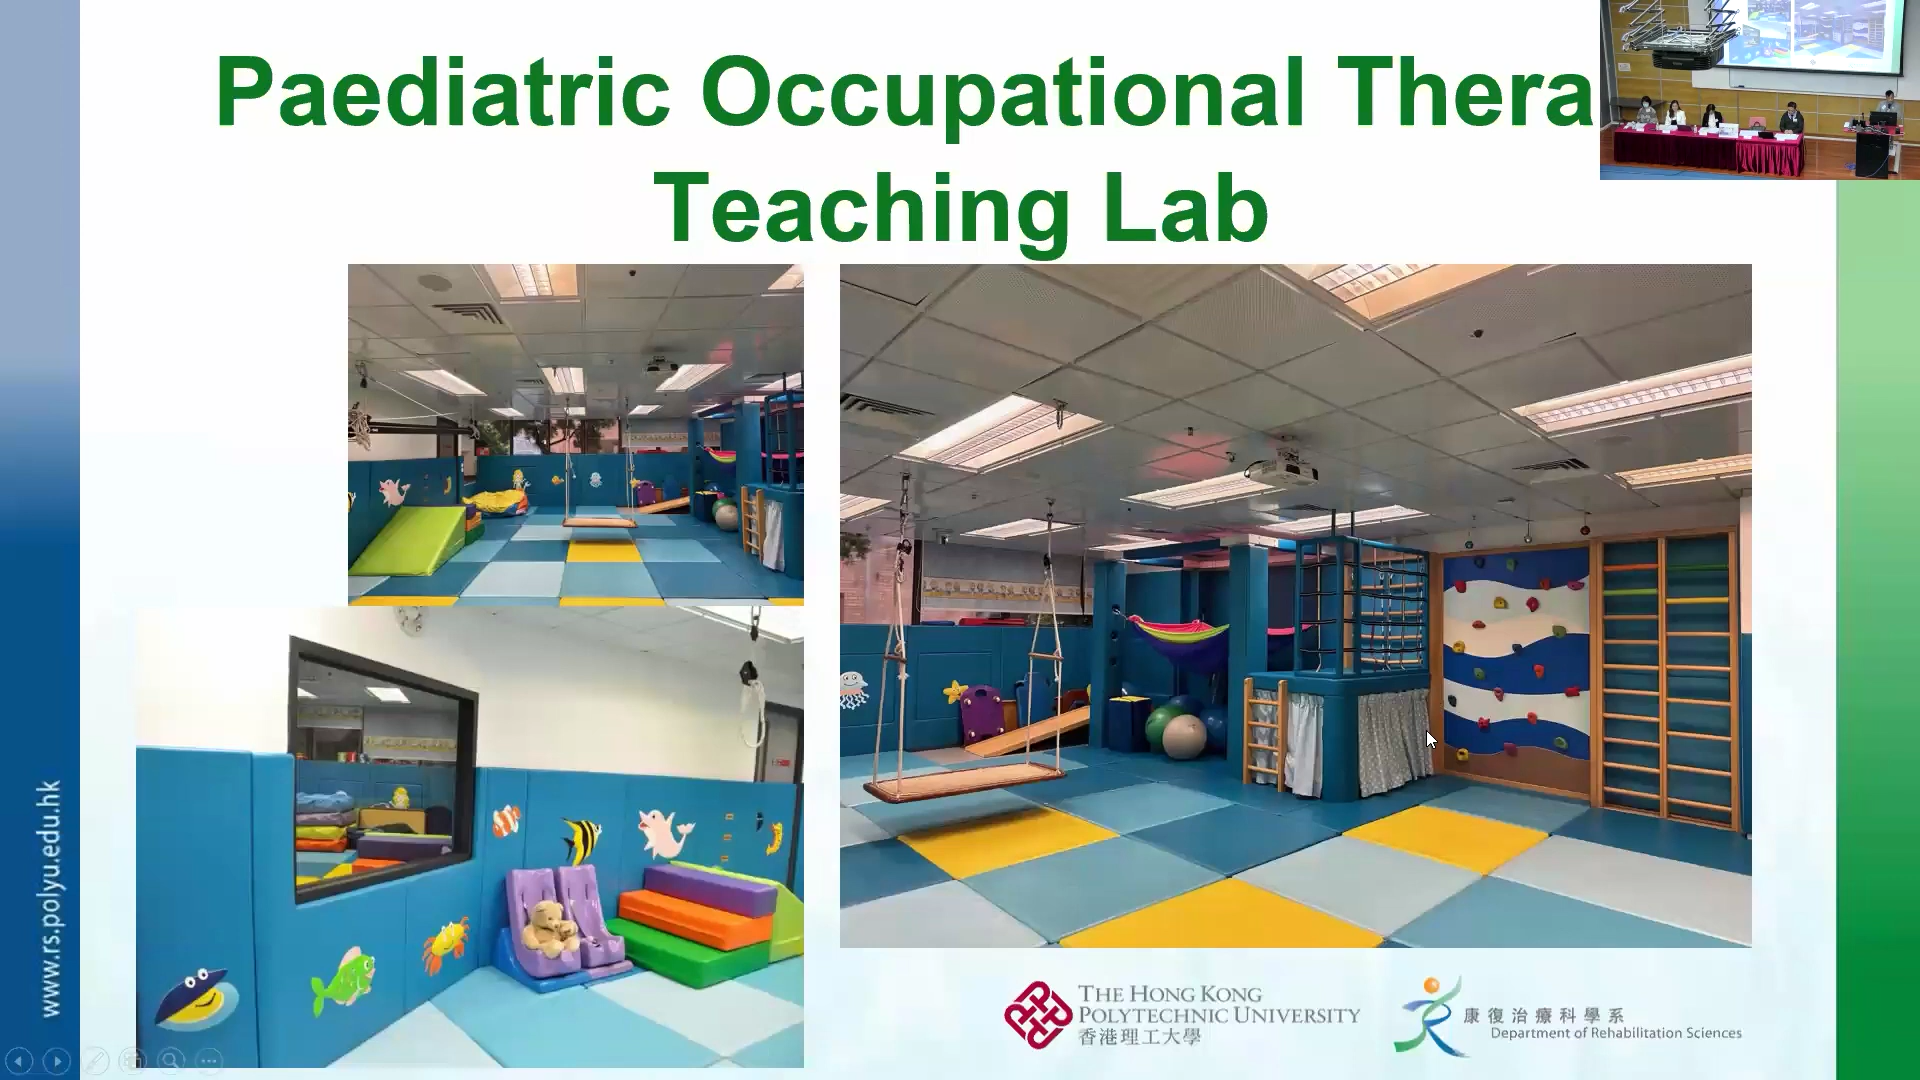 Paediatric Occupational Thera
Teaching Lab
www.rs.polyu.edu.hk
THE HONG KONG
POLYTECHNIC UNIVERSITY
香港理工大學
康復治療科學系
Department of Rehabilitation Sciences